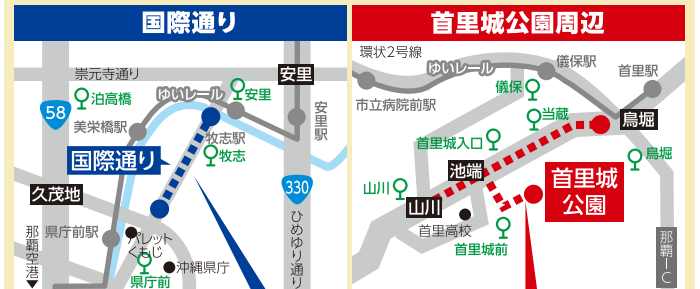 国際通り
崇元寺通り
58
泊高橋
ゆいレール
安里
安里
安里駅
美栄橋駅
牧志駅
牧志
国際通り
久茂地
330
ひめゆり通り
県庁前駅
パレット
くもじ
那覇空港▼
県庁前
沖縄県庁
首里城公園周辺
環状2号線
ゆいレール
儀保駅
首里駅
市立病院前駅
儀保
当蔵
鳥堀
首里城入口
鳥堀
池端
山川
山川
首里城
公園
首里高校
首里城前
那覇IC